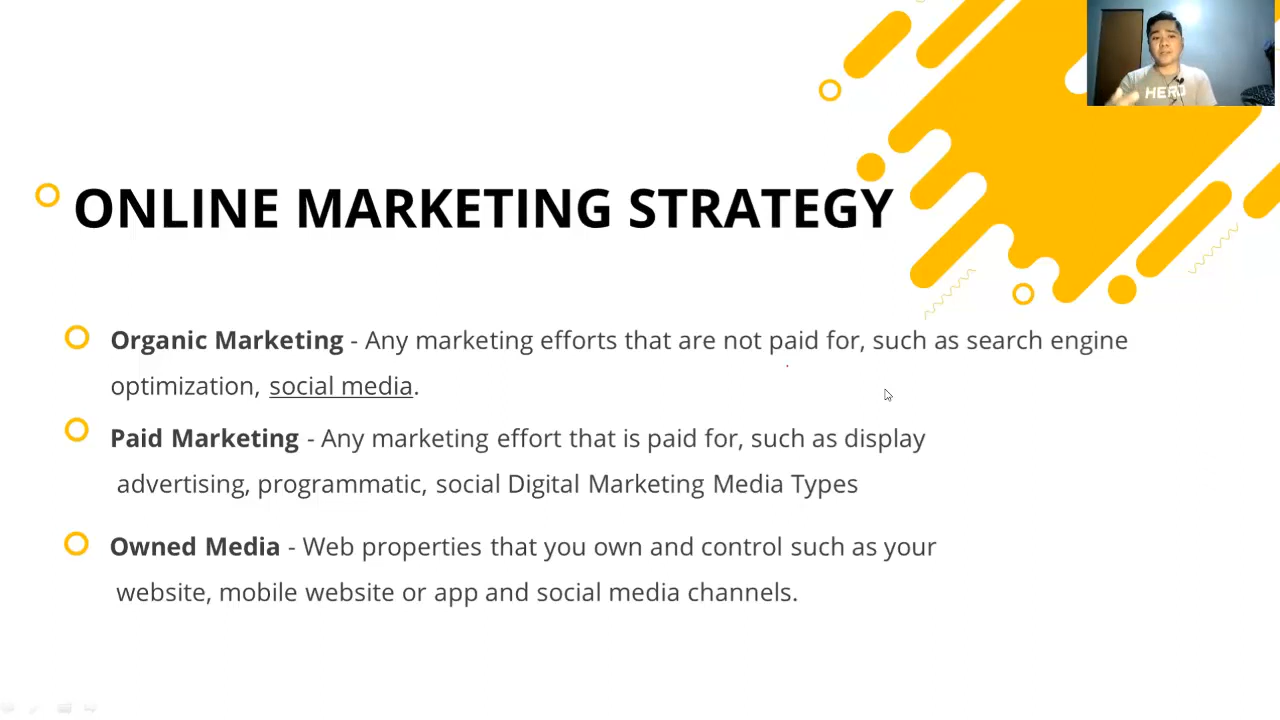 HERO
ONLINE MARKETING STRATEGY
Organic Marketing - Any marketing efforts that are not paid for, such as search engine
optimization, social media.
Paid Marketing - Any marketing effort that is paid for, such as display
advertising, programmatic, social Digital Marketing Media Types
Owned Media - Web properties that you own and control such as your
website, mobile website or app and social media channels.